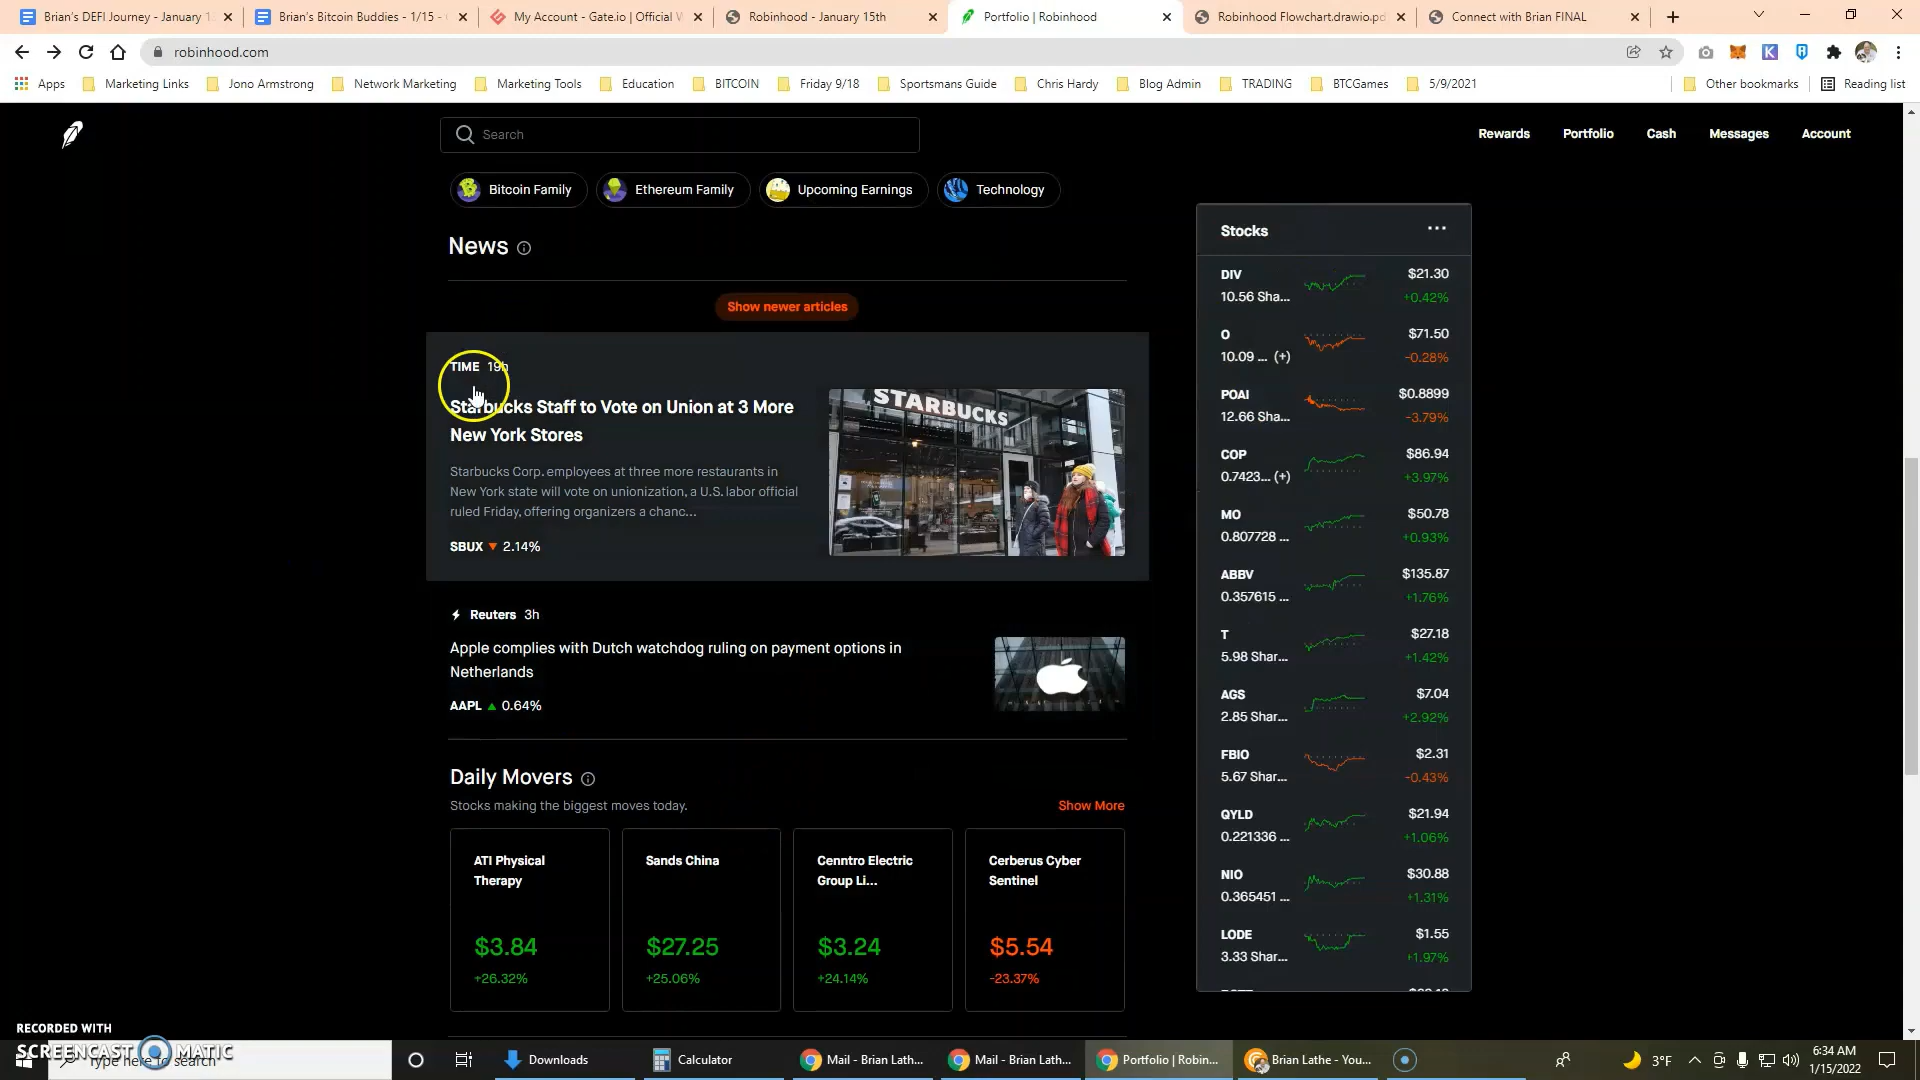 Brian's DEFI Journey - January 1
Brian's Bitcoin Buddies - 1/15 -
My Account - Gate.io | Official W
Robinhood - January 15th
Portfolio | Robinhood
Robinhood Flowchart.drawio.pd
Connect with Brian FINAL
robinhood.com
Apps
Marketing Links
Jono Armstrong
Network Marketing
Marketing Tools
Education
BITCOIN
Friday 9/18
Sportsmans Guide
Chris Hardy
Blog Admin
TRADING
BTCGames
5/9/2021
Other bookmarks
Reading list
Search
Rewards
Portfolio
Cash
Messages
Account
Bitcoin Family
Ethereum Family
Upcoming Earnings
Technology
News
Show newer articles
TIME 19h
Starbucks Staff to Vote on Union at 3 More
New York Stores
Starbucks Corp. employees at three more restaurants in
New York state will vote on unionization, a U.S. labor official
ruled Friday, offering organizers a chanc...
SBUX 2.14%
STARBUCKS
Reuters 3h
Apple complies with Dutch watchdog ruling on payment options in
Netherlands
AAPL 0.64%
Daily Movers
Stocks making the biggest moves today.
Show More
ATI Physical
Therapy
$3.84
+26.32%
Sands China
$27.25
+25.06%
Cenntro Electric
Group Li...
$3.24
+24.14%
Cerberus Cyber
Sentinel
$5.54
-23.37%
Stocks
DIV $21.30
10.56 Sha... +0.42%
O $71.50
10.09 ... (+) -0.28%
POAI $0.8899
12.66 Sha... -3.79%
COP $86.94
0.7423... (+) +3.97%
MO $50.78
0.807728 ... +0.93%
ABBV $135.87
0.357615 ... +1.76%
T $27.18
5.98 Shar... +1.42%
AGS $7.04
2.85 Shar... +2.92%
FBIO $2.31
5.67 Shar... -0.43%
QYLD $21.94
0.221336 ... +1.06%
NIO $30.88
0.365451 ... +1.31%
LODE $1.55
3.33 Shar... +1.97%
RECORDED WITH
SCREENCAST MATIC
Type here to search
Downloads
Calculator
Mail - Brian Lath...
Mail - Brian Lath...
Portfolio | Robin...
Brian Lathe - You...
3°F
6:34 AM
1/15/2022